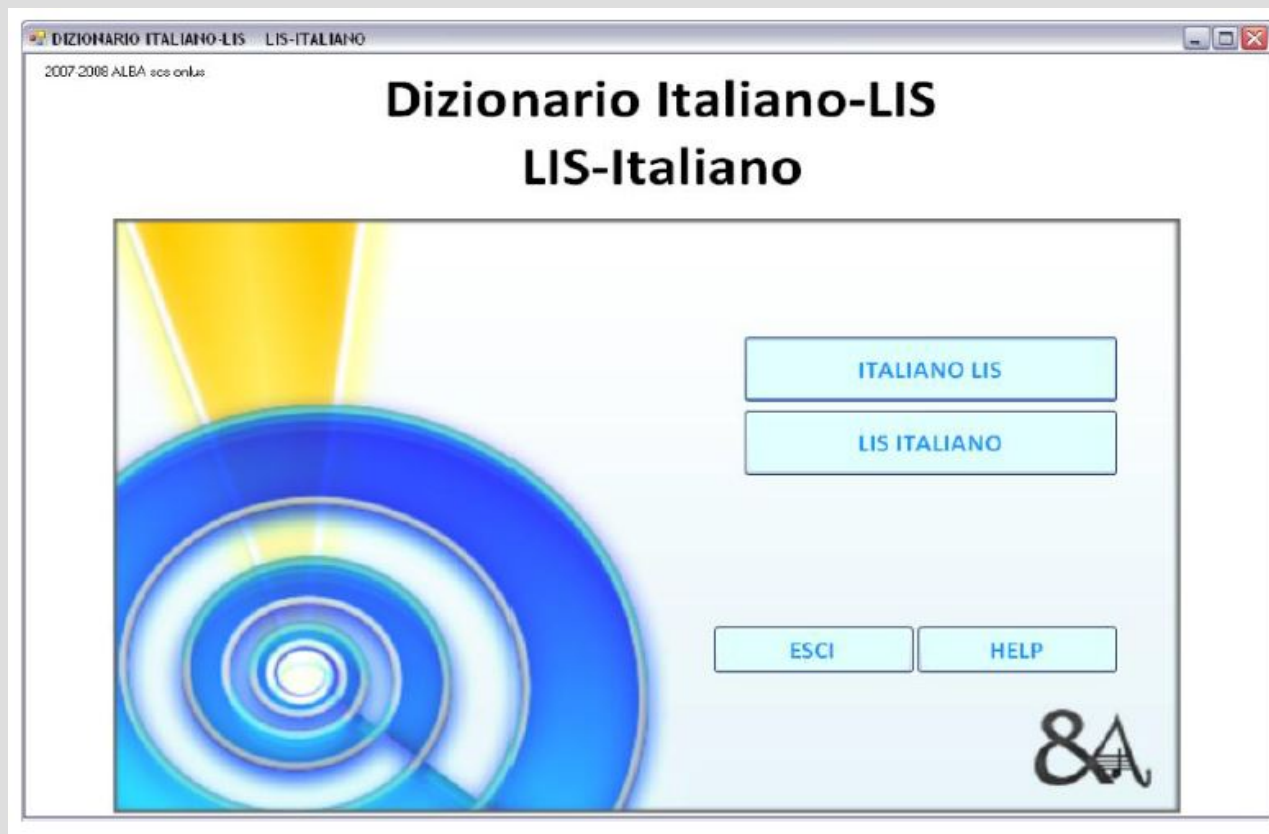 DIZIONARIO ITALIANO-LIS LIS-ITALIANO
2007-2008 ALBA scs onlus
Dizionario Italiano-LIS
LIS-Italiano
ITALIANO LIS
LIS ITALIANO
ESCI HELP
&A